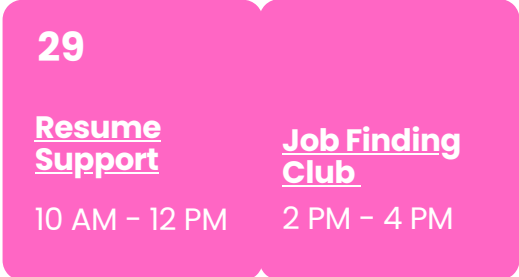 29
Resume
Support
10 AM - 12 PM
Job Finding
Club
2 PM - 4 PM